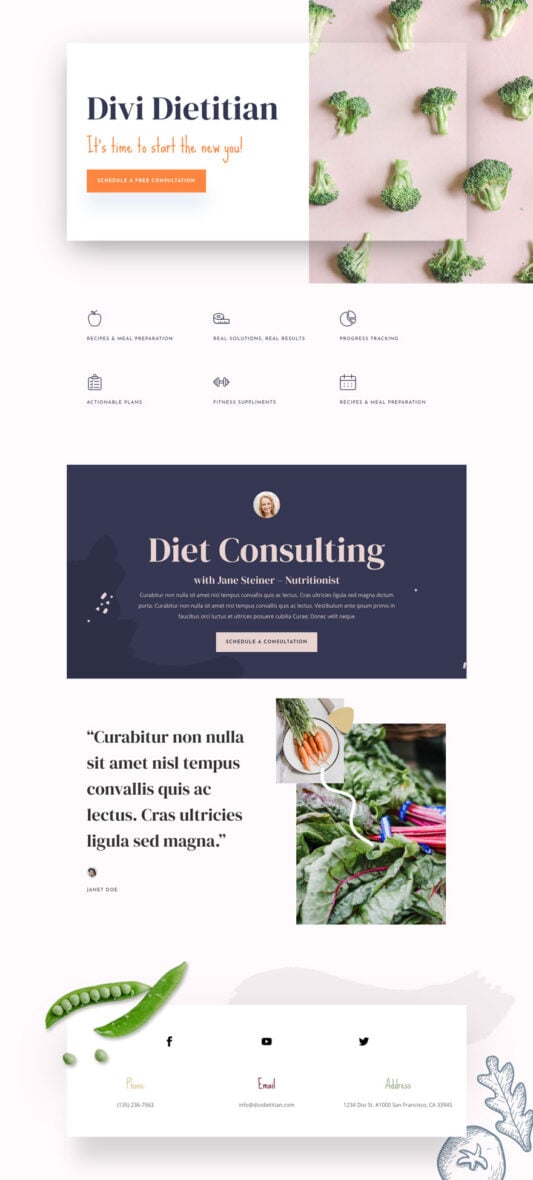 Divi Dietitian
It's time to start the new you!
SCHEDULE A FREE CONSULTATION
RECIPES & MEAL PREPARATION
REAL SOLUTIONS, REAL RESULTS
PROGRESS TRACKING
ACTIONABLE PLANS
FITNESS SUPPLIMENTS
RECIPES & MEAL PREPARATION
Diet Consulting
with Jane Steiner – Nutritionist
Curabitur non nulla sit amet nisl tempus convallis quis ac lectus. Cras ultricies ligula sed magna dictum
porta. Curabitur non nulla sit amet nisl tempus convallis quis ac lectus. Vestibulum ante ipsum primis in
faucibus orci luctus et ultrices posuere cubilia Curae; Donec velit neque
SCHEDULE A CONSULTATION
“Curabitur non nulla
sit amet nisl tempus
convallis quis ac
lectus. Cras ultricies
ligula sed magna.”
JANET DOE
Phone
Email
Address
(135) 236-7563
info@dividietitian.com
1234 Divi St. #1000 San Francisco, CA 33945